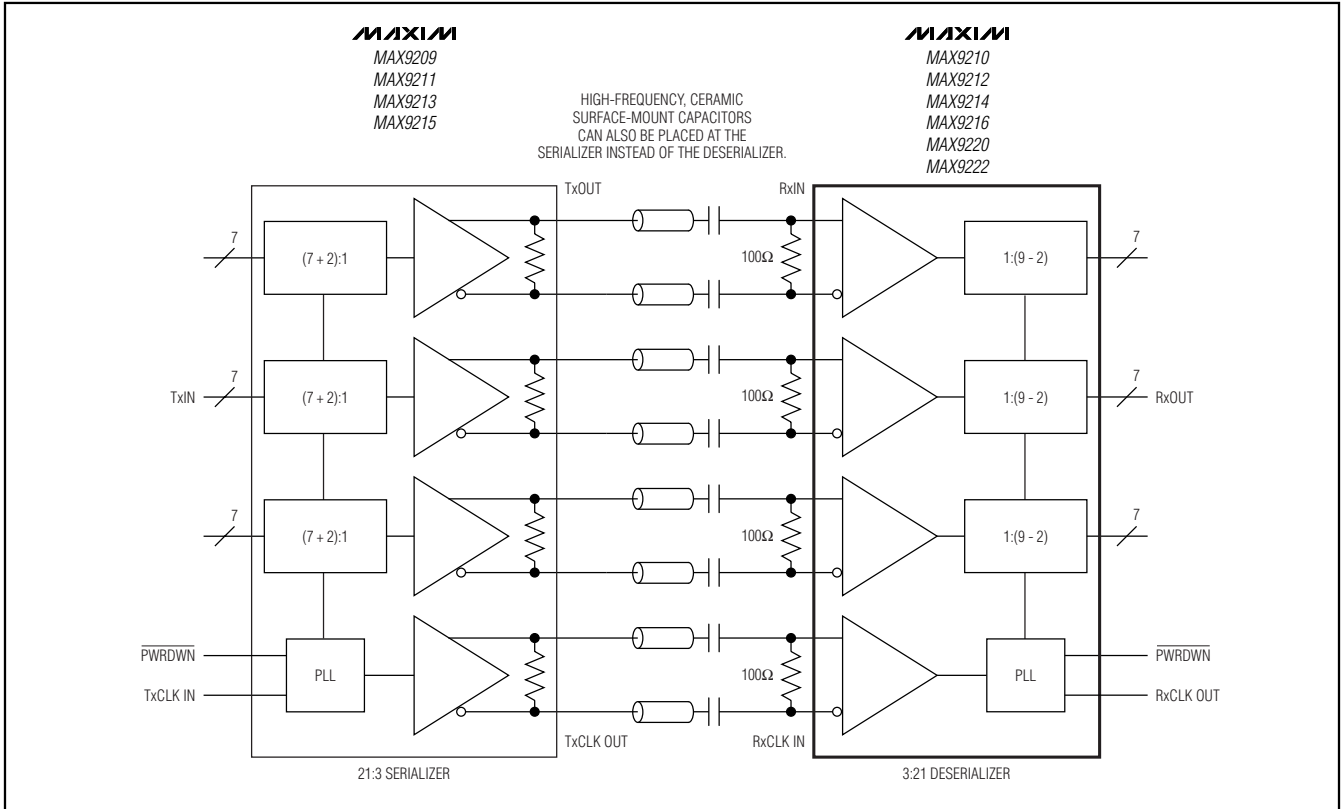 MAXIM
MAX9209
MAX9211
MAX9213
MAX9215
HIGH-FREQUENCY, CERAMIC
SURFACE-MOUNT CAPACITORS
CAN ALSO BE PLACED AT THE
SERIALIZER INSTEAD OF THE DESERIALIZER.
MAXIM
MAX9210
MAX9212
MAX9214
MAX9216
MAX9220
MAX9222
TxOUT
RxIN
7
(7 + 2):1
100Ω
1:(9 - 2)
7
TxIN
7
(7 + 2):1
100Ω
1:(9 - 2)
7
RxOUT
7
(7 + 2):1
100Ω
1:(9 - 2)
7
PWRDWN
TxCLK IN
PLL
100Ω
PLL
PWRDWN
RxCLK OUT
TxCLK OUT
RxCLK IN
21:3 SERIALIZER
3:21 DESERIALIZER